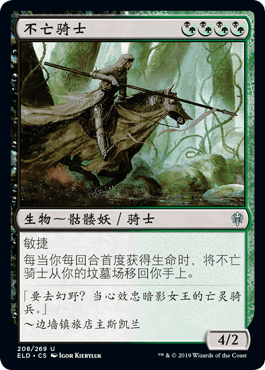 不亡骑士
生物～骷髅妖／骑士
敏捷
每当你每回合首度获得生命时，将不亡
骑士从你的坟墓场移回你手上。
「要去幻野？当心效忠暗影女王的亡灵骑
兵。」
～边墙镇旅店主斯凯兰
4/2
208/269 U
ELD • CS IGOR KIERYLUK
™ & © 2019 Wizards of the Coast